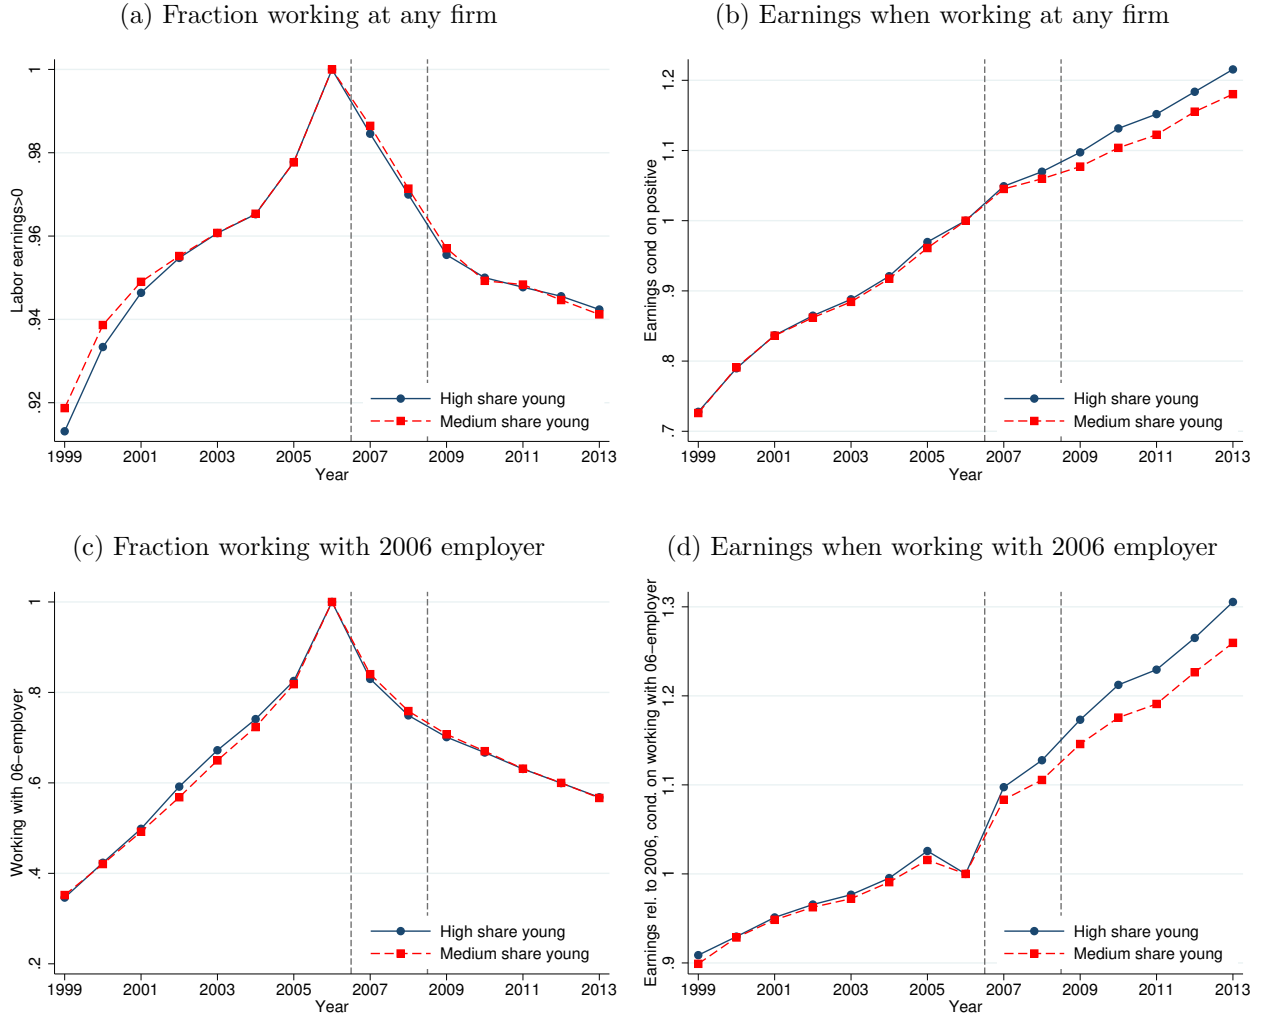 (a) Fraction working at any firm
Labor earnings>0
1
.98
.96
.94
.92
High share young
Medium share young
1999 2001 2003 2005 2007 2009 2011 2013
Year
(b) Earnings when working at any firm
Earnings cond on positive
1.2
1.1
1
.9
.8
.7
High share young
Medium share young
1999 2001 2003 2005 2007 2009 2011 2013
Year
(c) Fraction working with 2006 employer
Working with 06−employer
1
.8
.6
.4
.2
High share young
Medium share young
1999 2001 2003 2005 2007 2009 2011 2013
Year
(d) Earnings when working with 2006 employer
Earnings rel. to 2006, cond. on working with 06−employer
1.3
1.2
1.1
1
.9
High share young
Medium share young
1999 2001 2003 2005 2007 2009 2011 2013
Year